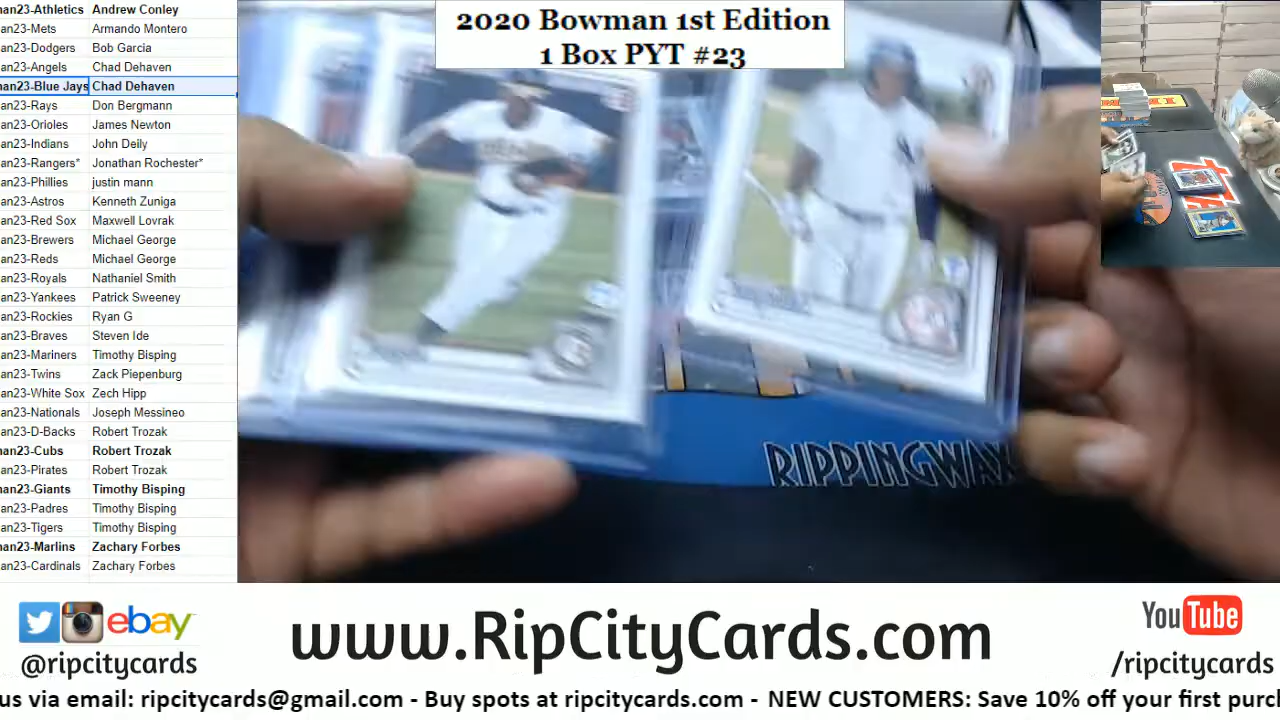 2020 Bowman 1st Edition
1 Box PYT #23
an23-Athletics Andrew Conley
an23-Mets Armando Montero
an23-Dodgers Bob Garcia
an23-Angels Chad Dehaven
an23-Blue Jays Chad Dehaven
an23-Rays Don Bergmann
an23-Orioles James Newton
an23-Indians John Deily
an23-Rangers* Jonathan Rochester*
an23-Phillies justin mann
an23-Astros Kenneth Zuniga
an23-Red Sox Maxwell Lovrak
an23-Brewers Michael George
an23-Reds Michael George
an23-Royals Nathaniel Smith
an23-Yankees Patrick Sweeney
an23-Rockies Ryan G
an23-Braves Steven Ide
an23-Mariners Timothy Bisping
an23-Twins Zack Piepenburg
an23-White Sox Zech Hipp
an23-Nationals Joseph Messineo
an23-D-Backs Robert Trozak
an23-Cubs Robert Trozak
an23-Pirates Robert Trozak
an23-Giants Timothy Bisping
an23-Padres Timothy Bisping
an23-Tigers Timothy Bisping
an23-Marlins Zachary Forbes
an23-Cardinals Zachary Forbes
RIPPINGWAX
ebay
@ripcitycards
www.RipCityCards.com
YouTube
/ripcitycards
us via email: ripcitycards@gmail.com - Buy spots at ripcitycards.com - NEW CUSTOMERS: Save 10% off your first purc